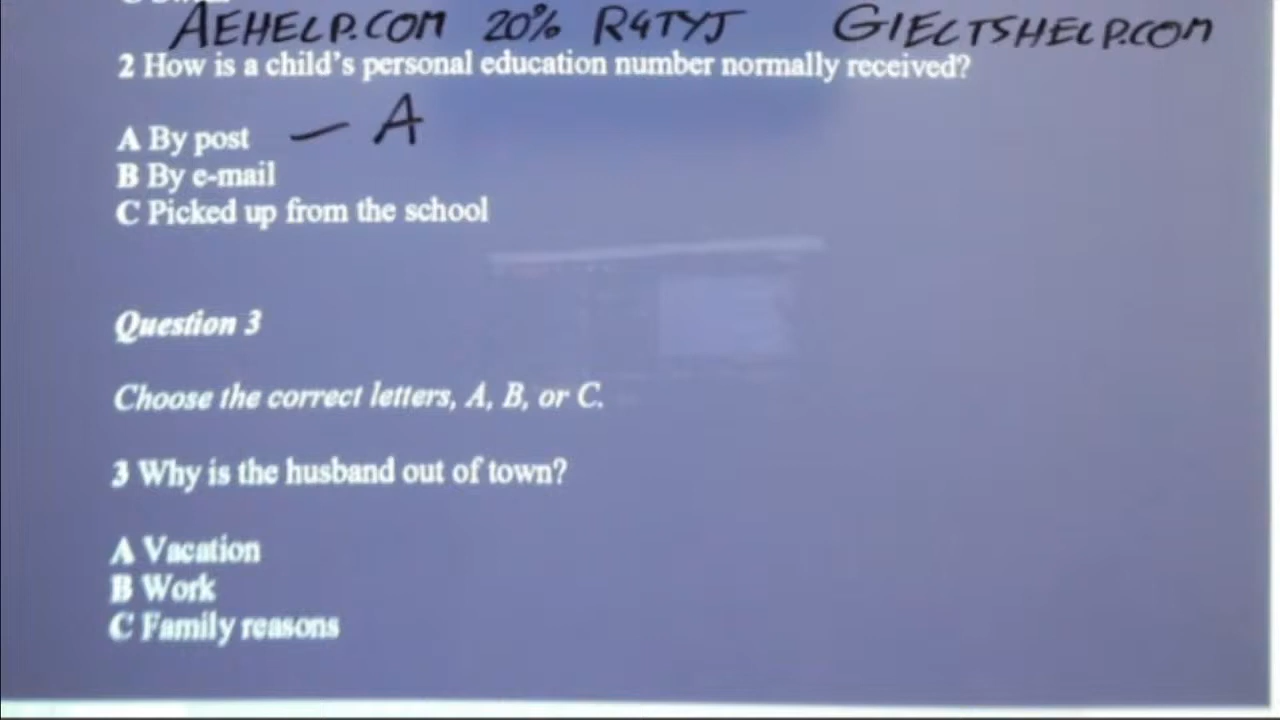 AEHELP.COM 20% R4TYJ GIELTSHELP.COM
2 How is a child's personal education number normally received?
A By post — A
B By e-mail
C Picked up from the school
Question 3
Choose the correct letters, A, B, or C.
3 Why is the husband out of town?
A Vacation
B Work
C Family reasons